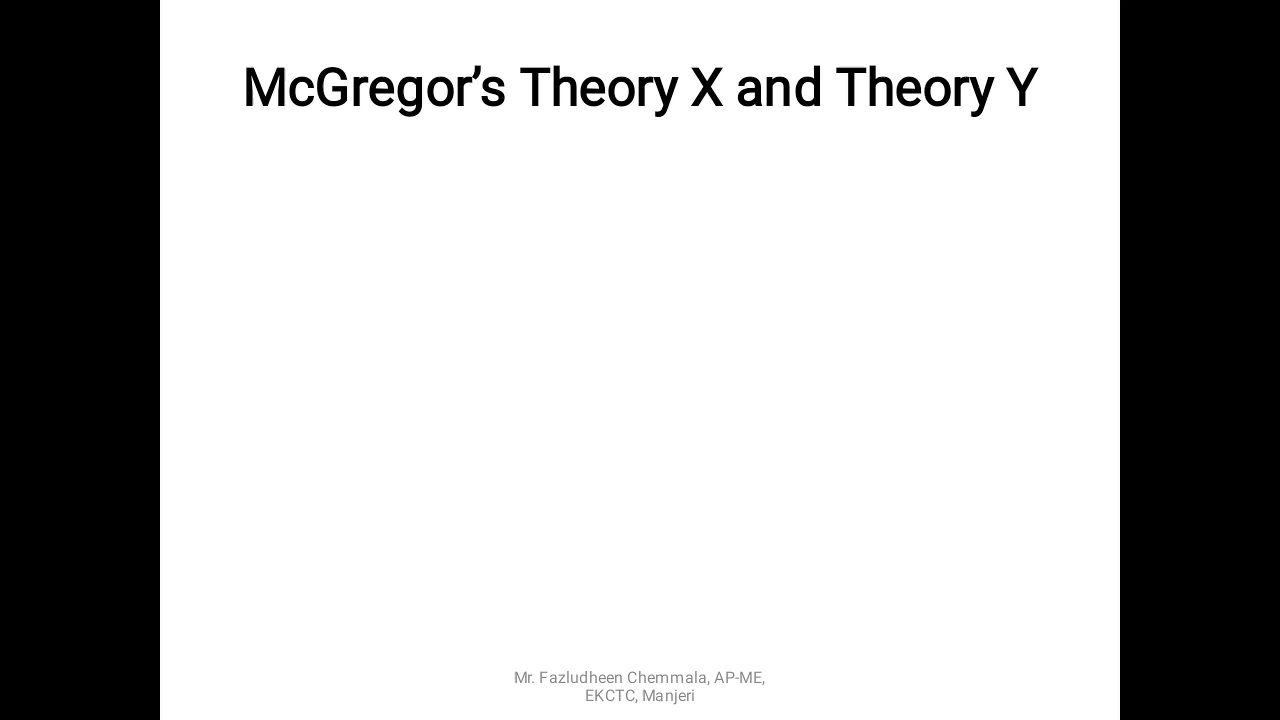 McGregor’s Theory X and Theory Y
Mr. Fazludheen Chemmala, AP-ME,
EKCTC, Manjeri